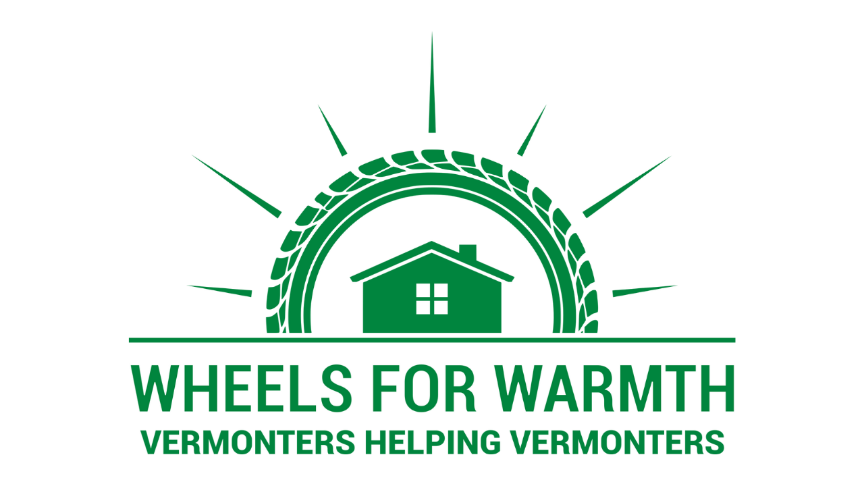 WHEELS FOR WARMTH
VERMONTERS HELPING VERMONTERS